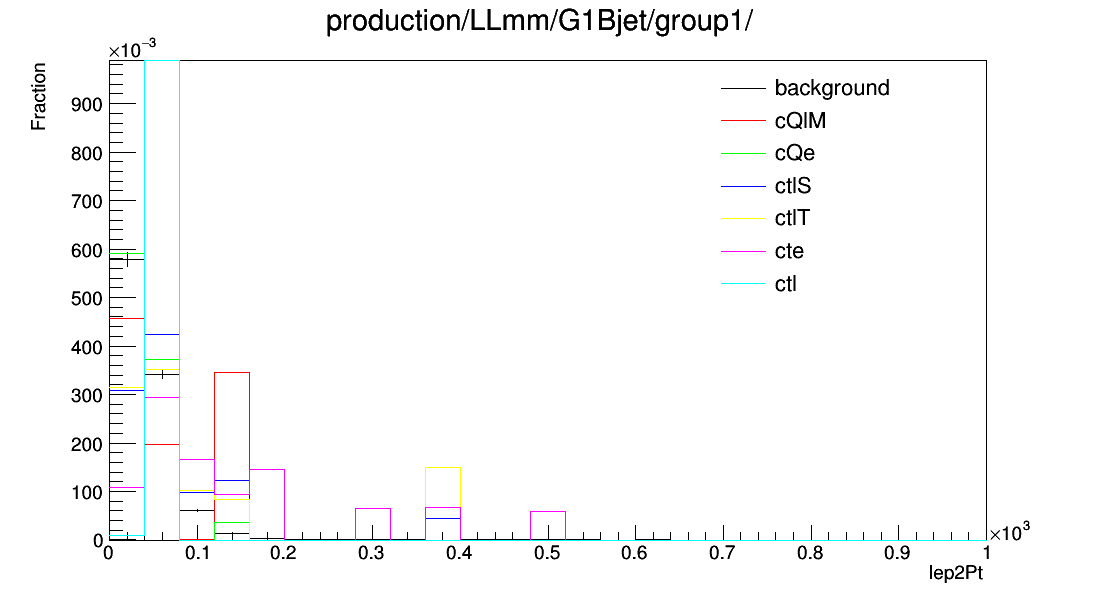 production/LLmm/G1Bjet/group1/
×10⁻³
Fraction
900
800
700
600
500
400
300
200
100
0
background
cQlM
cQe
ctlS
ctlT
cte
ctl
0 0.1 0.2 0.3 0.4 0.5 0.6 0.7 0.8 0.9 1
×10³
lep2Pt